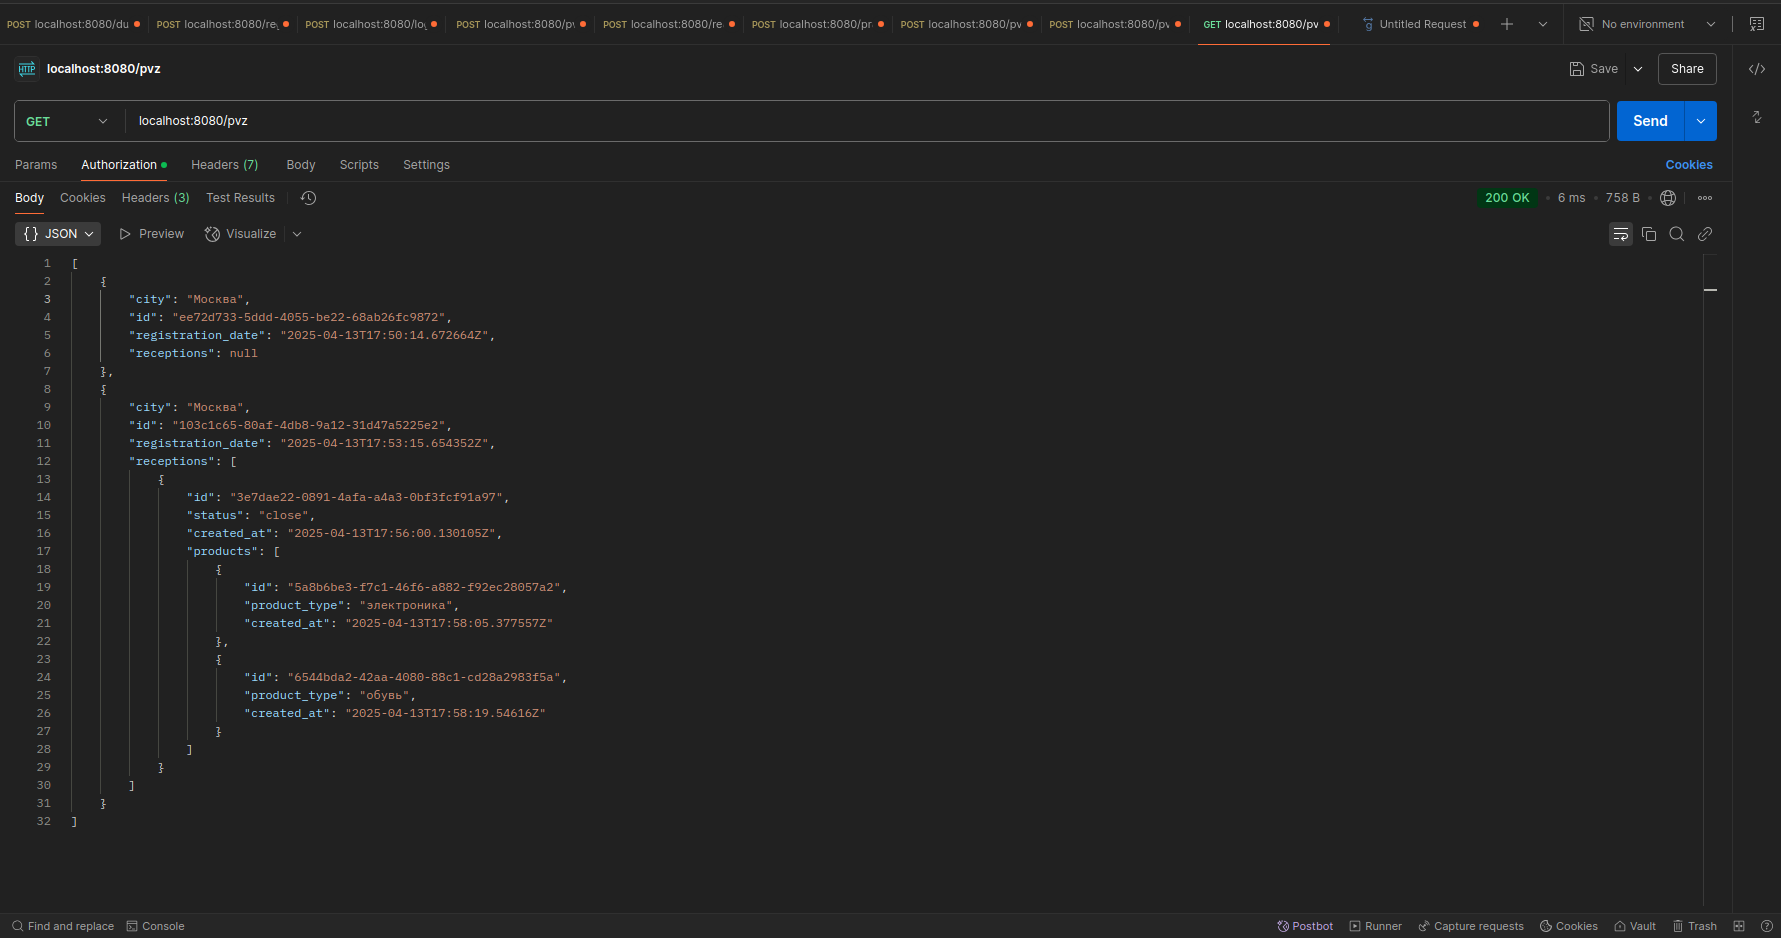 POST localhost:8080/du POST localhost:8080/re POST localhost:8080/lo POST localhost:8080/pv POST localhost:8080/re POST localhost:8080/pr POST localhost:8080/pv POST localhost:8080/pv GET localhost:8080/pv Untitled Request No environment
HTTP localhost:8080/pvz Save Share
GET localhost:8080/pvz Send
Params Authorization Headers (7) Body Scripts Settings Cookies
Body Cookies Headers (3) Test Results 200 OK 6 ms 758 B
{} JSON Preview Visualize
1 [
2 {
3 "city": "Москва",
4 "id": "ee72d733-5ddd-4055-be22-68ab26fc9872",
5 "registration_date": "2025-04-13T17:50:14.672664Z",
6 "receptions": null
7 },
8 {
9 "city": "Москва",
10 "id": "103c1c65-80af-4db8-9a12-31d47a5225e2",
11 "registration_date": "2025-04-13T17:53:15.654352Z",
12 "receptions": [
13 {
14 "id": "3e7dae22-0891-4afa-a4a3-0bf3fcf91a97",
15 "status": "close",
16 "created_at": "2025-04-13T17:56:00.130105Z",
17 "products": [
18 {
19 "id": "5a8b6be3-f7c1-46f6-a882-f92ec28057a2",
20 "product_type": "электроника",
21 "created_at": "2025-04-13T17:58:05.377557Z"
22 },
23 {
24 "id": "6544bda2-42aa-4080-88c1-cd28a2983f5a",
25 "product_type": "обувь",
26 "created_at": "2025-04-13T17:58:19.54616Z"
27 }
28 ]
29 }
30 ]
31 }
32 ]
Find and replace Console Postbot Runner Capture requests Cookies Vault Trash